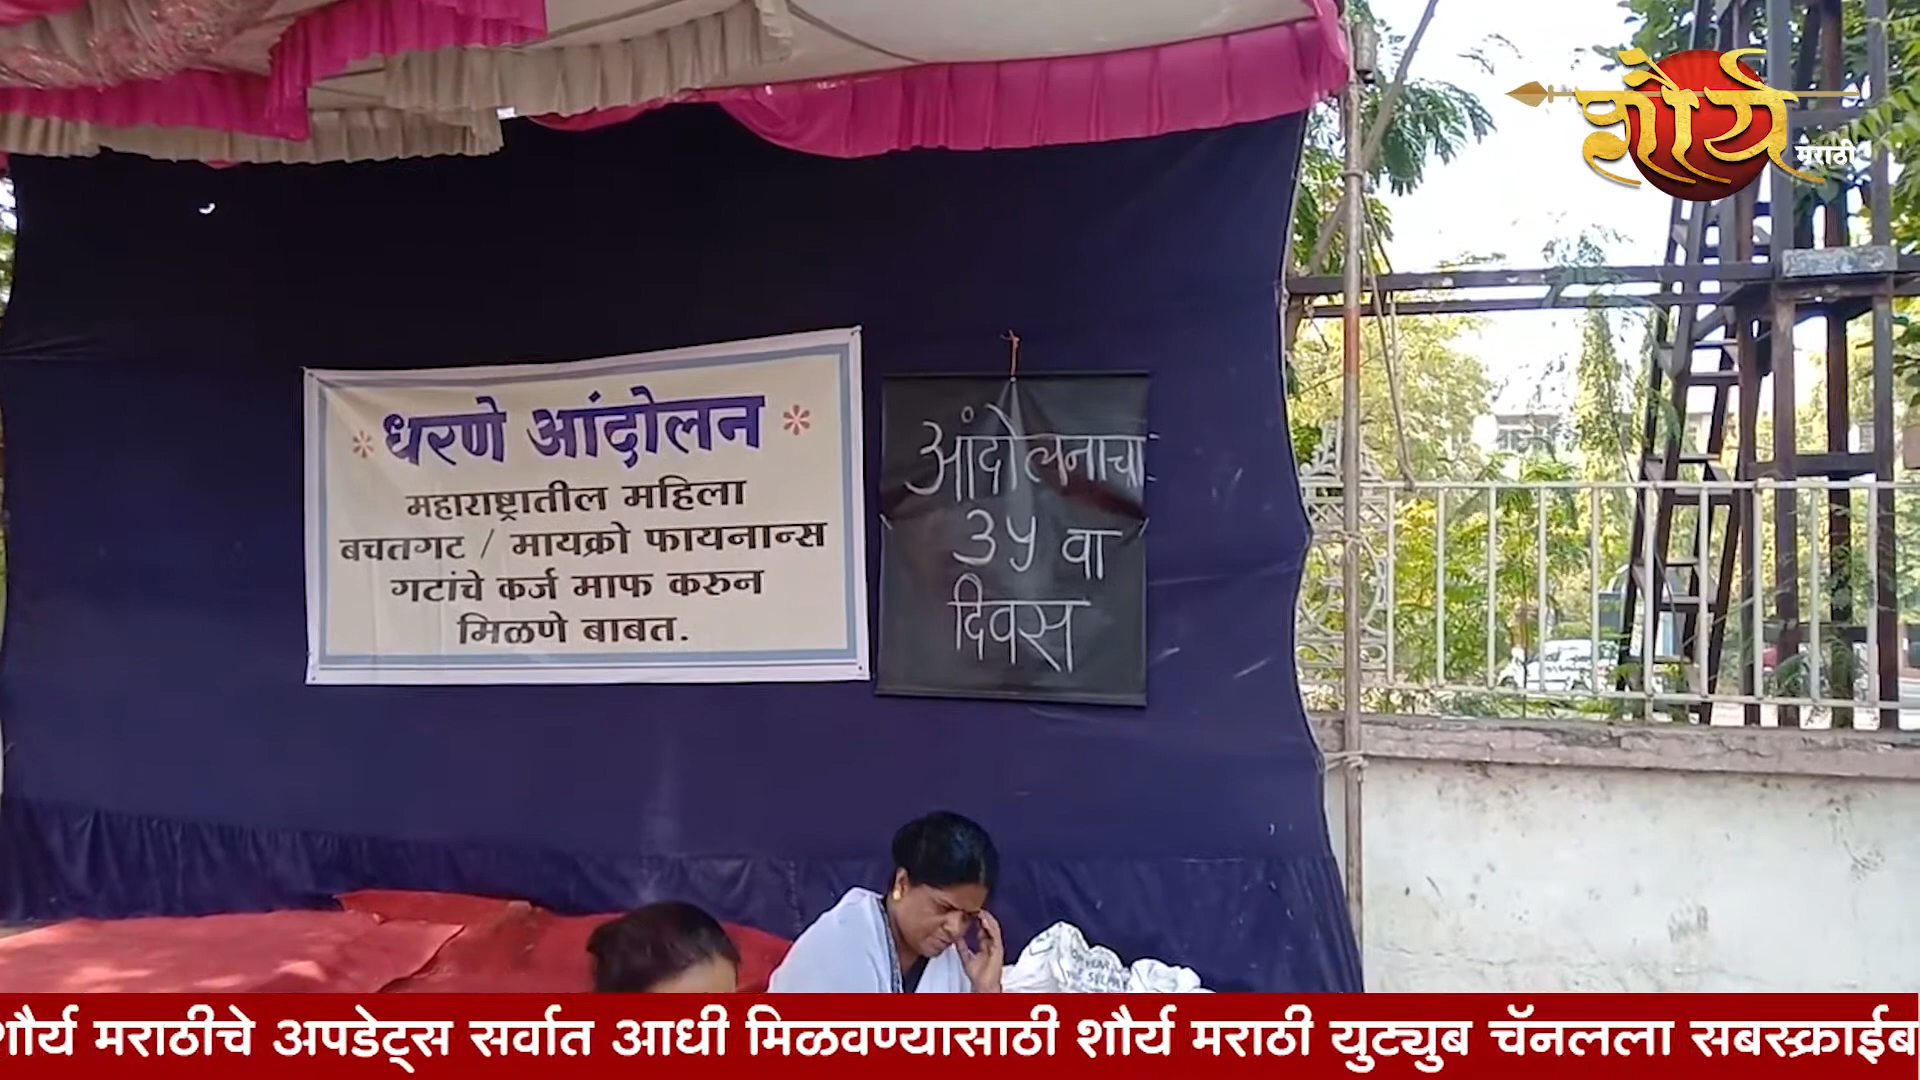 शौर्य
मराठी
धरणे आंदोलन
महाराष्ट्रातील महिला
बचतगट / मायक्रो फायनान्स
गटांचे कर्ज माफ करुन
मिळणे बाबत.
आंदोलनाचा
३५ वा
दिवस
शौर्य मराठीचे अपडेट्स सर्वात आधी मिळवण्यासाठी शौर्य मराठी युट्युब चॅनलला सबस्क्राईब